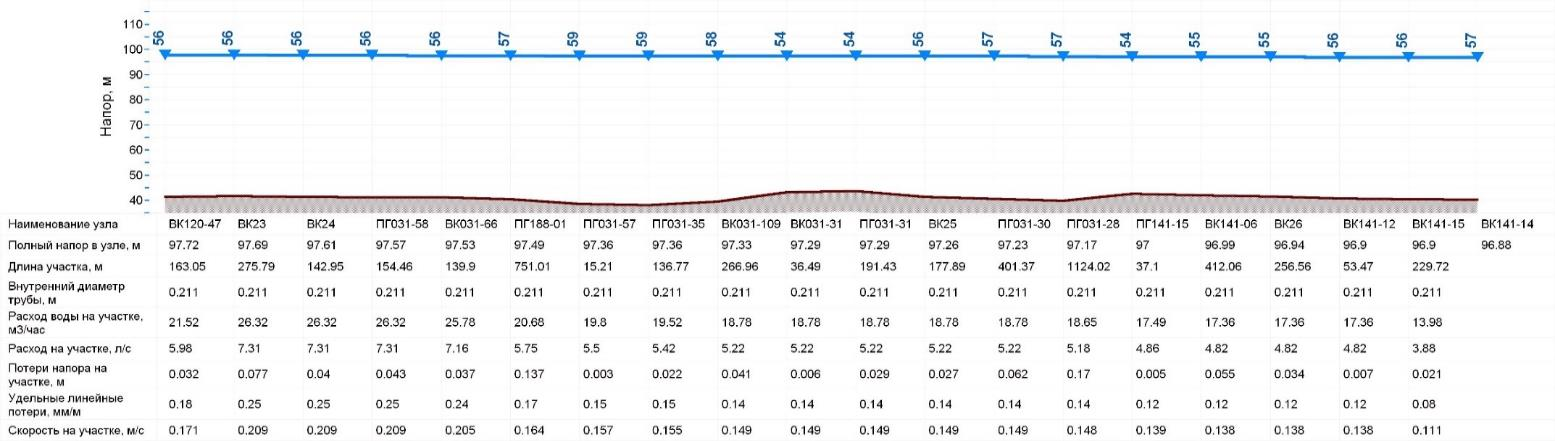 56 56 56 56 56 57 59 59 58 54 54 56 57 57 54 55 55 56 56 57
Напор, м
110
100
90
80
70
60
50
40
Наименование узла ВК120-47 ВК23 ВК24 ПГ031-58 ВК031-66 ПГ188-01 ПГ031-57 ПГ031-35 ВК031-109 ВК031-31 ПГ031-31 ВК25 ПГ031-30 ПГ031-28 ПГ141-15 ВК141-06 ВК26 ВК141-12 ВК141-15 ВК141-14
Полный напор в узле, м 97.72 97.69 97.61 97.57 97.53 97.49 97.36 97.36 97.33 97.29 97.29 97.26 97.23 97.17 97 96.99 96.94 96.9 96.9 96.88
Длина участка, м 163.05 275.79 142.95 154.46 139.9 751.01 15.21 136.77 266.96 36.49 191.43 177.89 401.37 1124.02 37.1 412.06 256.56 53.47 229.72
Внутренний диаметр
трубы, м 0.211 0.211 0.211 0.211 0.211 0.211 0.211 0.211 0.211 0.211 0.211 0.211 0.211 0.211 0.211 0.211 0.211 0.211 0.211
Расход воды на участке,
м3/час 21.52 26.32 26.32 26.32 25.78 20.68 19.8 19.52 18.78 18.78 18.78 18.78 18.78 18.65 17.49 17.36 17.36 17.36 13.98
Расход на участке, л/с 5.98 7.31 7.31 7.31 7.16 5.75 5.5 5.42 5.22 5.22 5.22 5.22 5.22 5.18 4.86 4.82 4.82 4.82 3.88
Потери напора на
участке, м 0.032 0.077 0.04 0.043 0.037 0.137 0.003 0.022 0.041 0.006 0.029 0.027 0.062 0.17 0.005 0.055 0.034 0.007 0.021
Удельные линейные
потери, мм/м 0.18 0.25 0.25 0.25 0.24 0.17 0.15 0.15 0.14 0.14 0.14 0.14 0.14 0.14 0.12 0.12 0.12 0.12 0.08
Скорость на участке, м/с 0.171 0.209 0.209 0.209 0.205 0.164 0.157 0.155 0.149 0.149 0.149 0.149 0.149 0.148 0.139 0.138 0.138 0.138 0.111